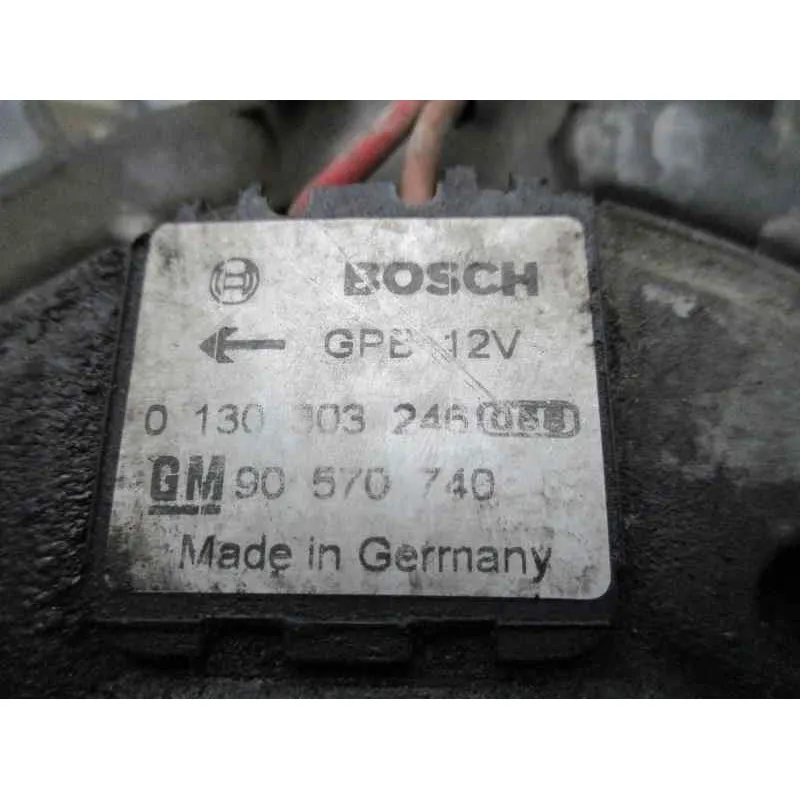 BOSCH
GPB 12V
0 130 303 246
GM 90 570 740
Made in Germany